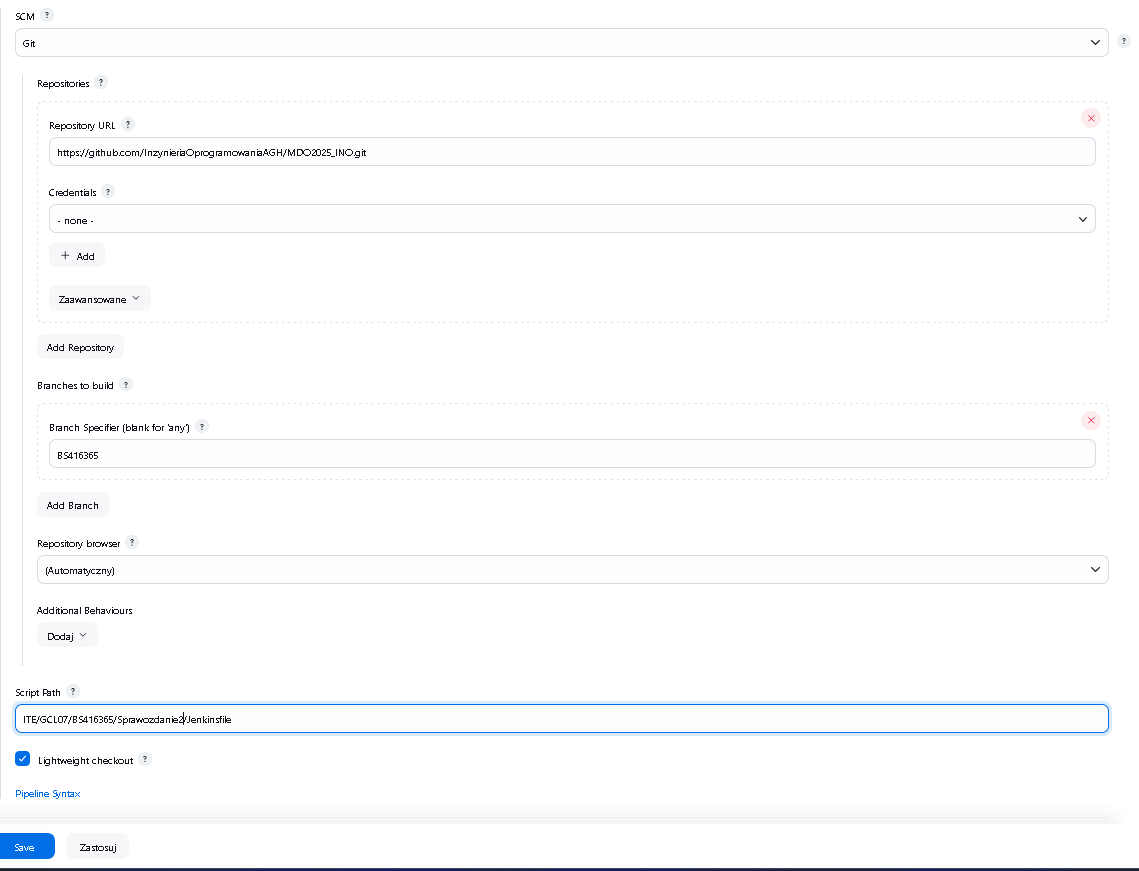 SCM ?
Git
?
Repositories ?
Repository URL ?
https://github.com/InzynieriaOprogramowaniaAGH/MDO2025_INO.git
Credentials ?
- none -
+ Add
Zaawansowane
Add Repository
Branches to build ?
Branch Specifier (blank for 'any') ?
BS416365
Add Branch
Repository browser ?
(Automatyczny)
Additional Behaviours
Dodaj
Script Path ?
ITE/GCL07/BS416365/Sprawozdanie2/Jenkinsfile
Lightweight checkout ?
Pipeline Syntax
Save
Zastosuj